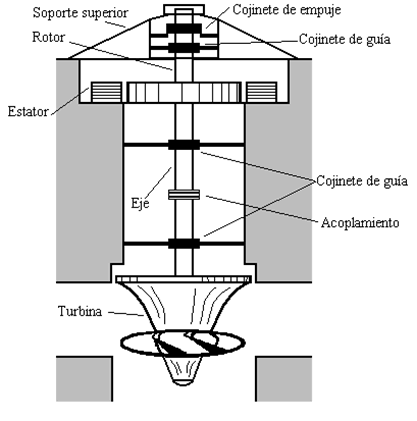 Soporte superior
Cojinete de empuje
Rotor
Cojinete de guía
Estator
Cojinete de guía
Eje
Acoplamiento
Turbina